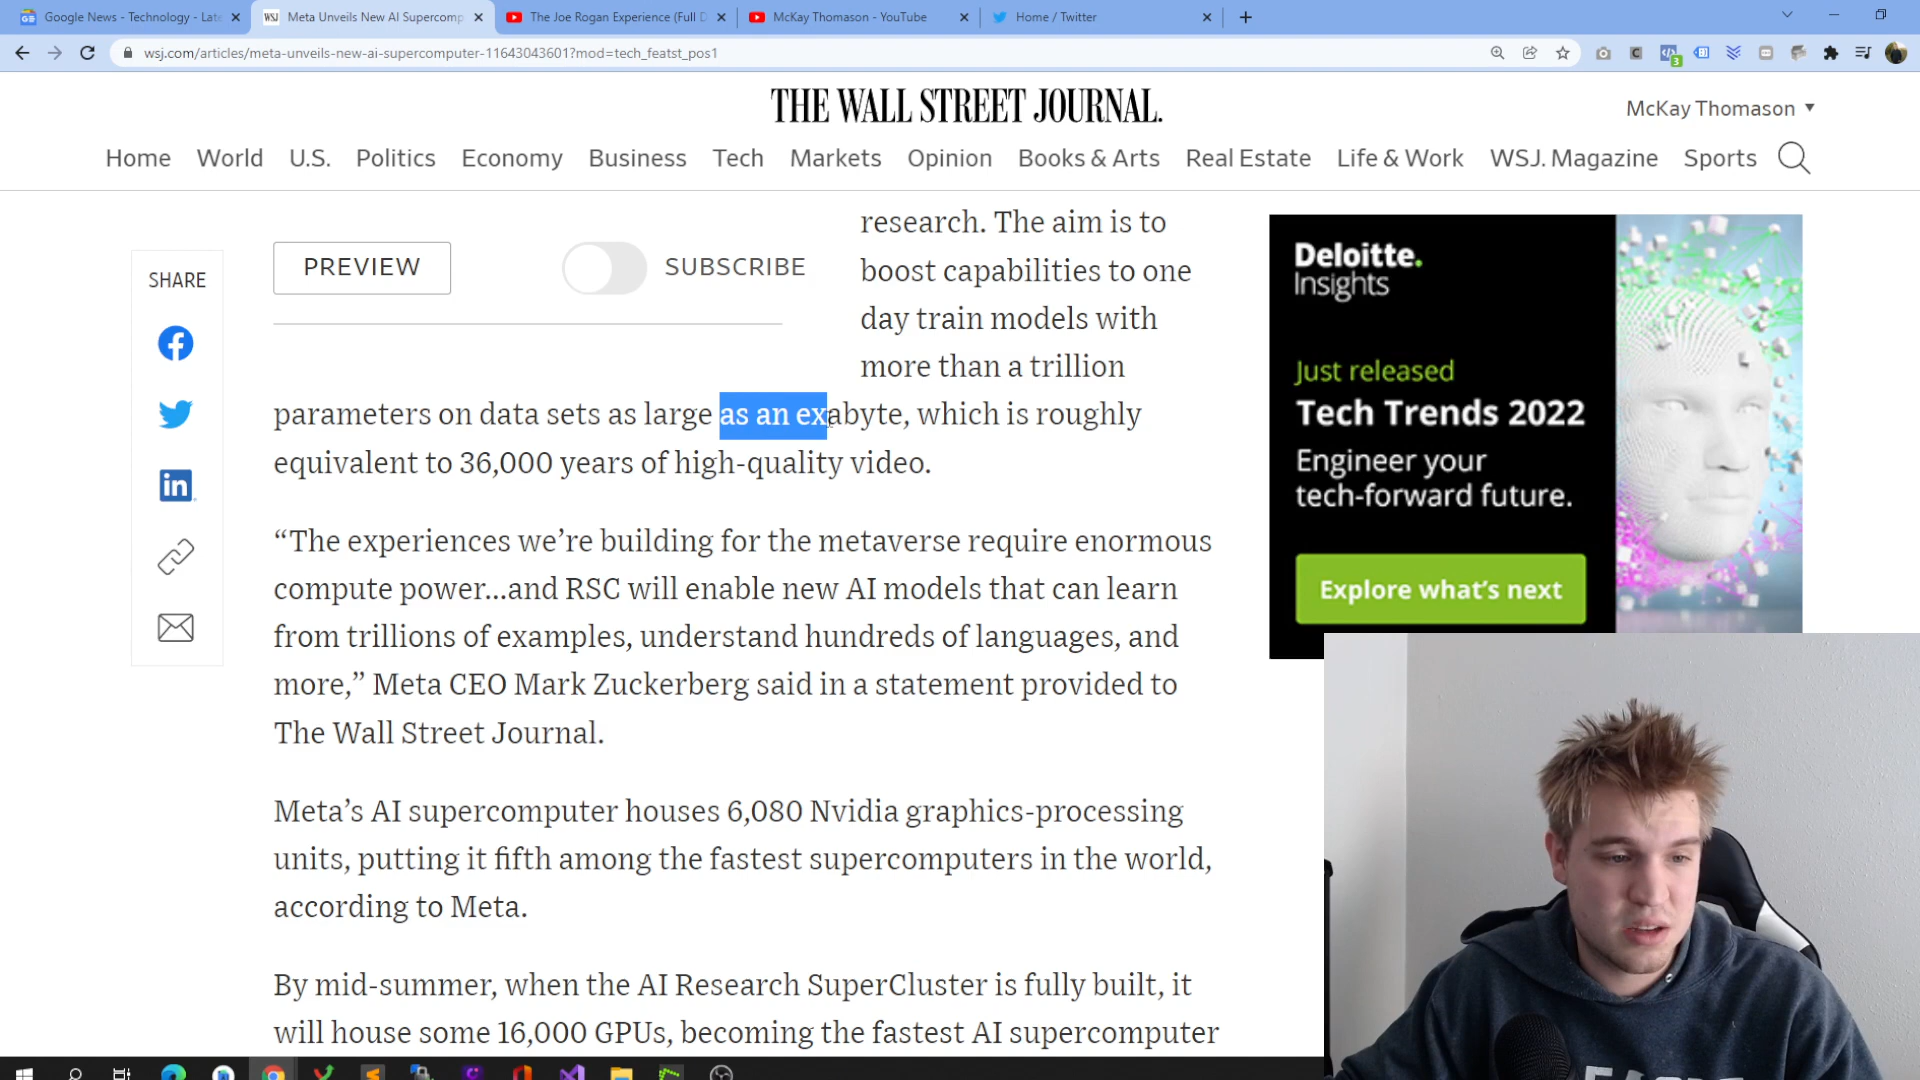 Google News - Technology - Late
Meta Unveils New AI Supercomp
The Joe Rogan Experience (Full D
McKay Thomason - YouTube
Home / Twitter
wsj.com/articles/meta-unveils-new-ai-supercomputer-11643043601?mod=tech_featst_pos1
3
THE WALL STREET JOURNAL.
McKay Thomason
Home World U.S. Politics Economy Business Tech Markets Opinion Books & Arts Real Estate Life & Work WSJ. Magazine Sports
SHARE
PREVIEW
SUBSCRIBE
research. The aim is to
boost capabilities to one
day train models with
more than a trillion
parameters on data sets as large as an exabyte, which is roughly
equivalent to 36,000 years of high-quality video.
“The experiences we’re building for the metaverse require enormous
compute power...and RSC will enable new AI models that can learn
from trillions of examples, understand hundreds of languages, and
more,” Meta CEO Mark Zuckerberg said in a statement provided to
The Wall Street Journal.
Meta’s AI supercomputer houses 6,080 Nvidia graphics-processing
units, putting it fifth among the fastest supercomputers in the world,
according to Meta.
By mid-summer, when the AI Research SuperCluster is fully built, it
will house some 16,000 GPUs, becoming the fastest AI supercomputer
Deloitte.
Insights
Just released
Tech Trends 2022
Engineer your
tech-forward future.
Explore what’s next